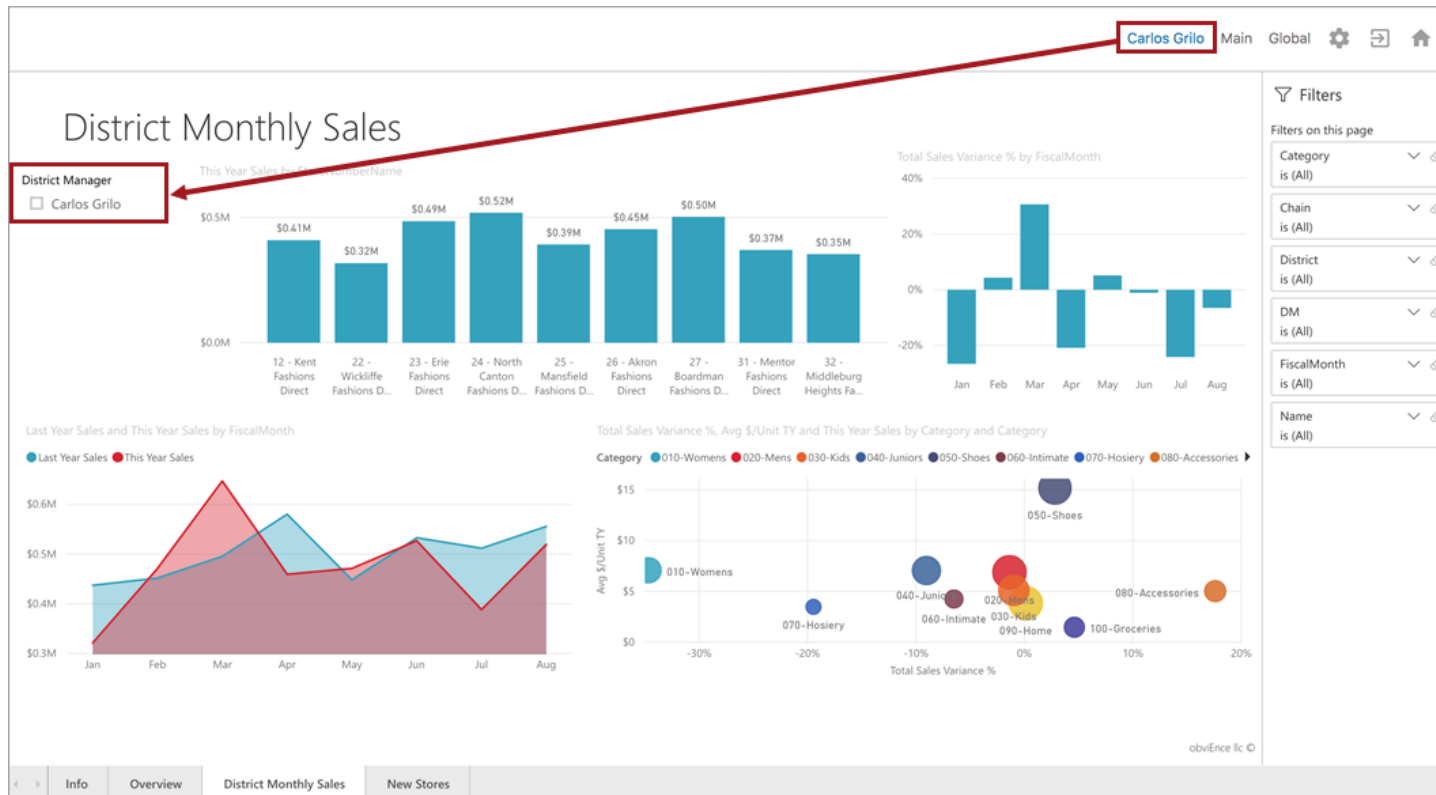 Carlos Grilo Main Global
District Monthly Sales
District Manager
Carlos Grilo
This Year Sales by StoreNumberName
$0.5M
$0.0M
$0.41M
$0.32M
$0.49M
$0.52M
$0.39M
$0.45M
$0.50M
$0.37M
$0.35M
12 - Kent
Fashions
Direct
22 -
Wickliffe
Fashions D...
23 - Erie
Fashions
Direct
24 - North
Canton
Fashions D...
25 -
Mansfield
Fashions D...
26 - Akron
Fashions
Direct
27 -
Boardman
Fashions D...
31 - Mentor
Fashions
Direct
32 -
Middleburg
Heights Fa...
Total Sales Variance % by FiscalMonth
40%
20%
0%
-20%
Jan Feb Mar Apr May Jun Jul Aug
Filters
Filters on this page
Category
is (All)
Chain
is (All)
District
is (All)
DM
is (All)
FiscalMonth
is (All)
Name
is (All)
Last Year Sales and This Year Sales by FiscalMonth
Last Year Sales This Year Sales
$0.6M
$0.5M
$0.4M
$0.3M
Jan Feb Mar Apr May Jun Jul Aug
Total Sales Variance %, Avg $/Unit TY and This Year Sales by Category and Category
Category 010-Womens 020-Mens 030-Kids 040-Juniors 050-Shoes 060-Intimate 070-Hosiery 080-Accessories
Avg $/Unit TY
$15
$10
$5
$0
050-Shoes
010-Womens
040-Juniors
020-Mens
080-Accessories
070-Hosiery
060-Intimate
030-Kids
090-Home
100-Groceries
-30% -20% -10% 0% 10% 20%
Total Sales Variance %
obviEnce llc ©
Info Overview District Monthly Sales New Stores